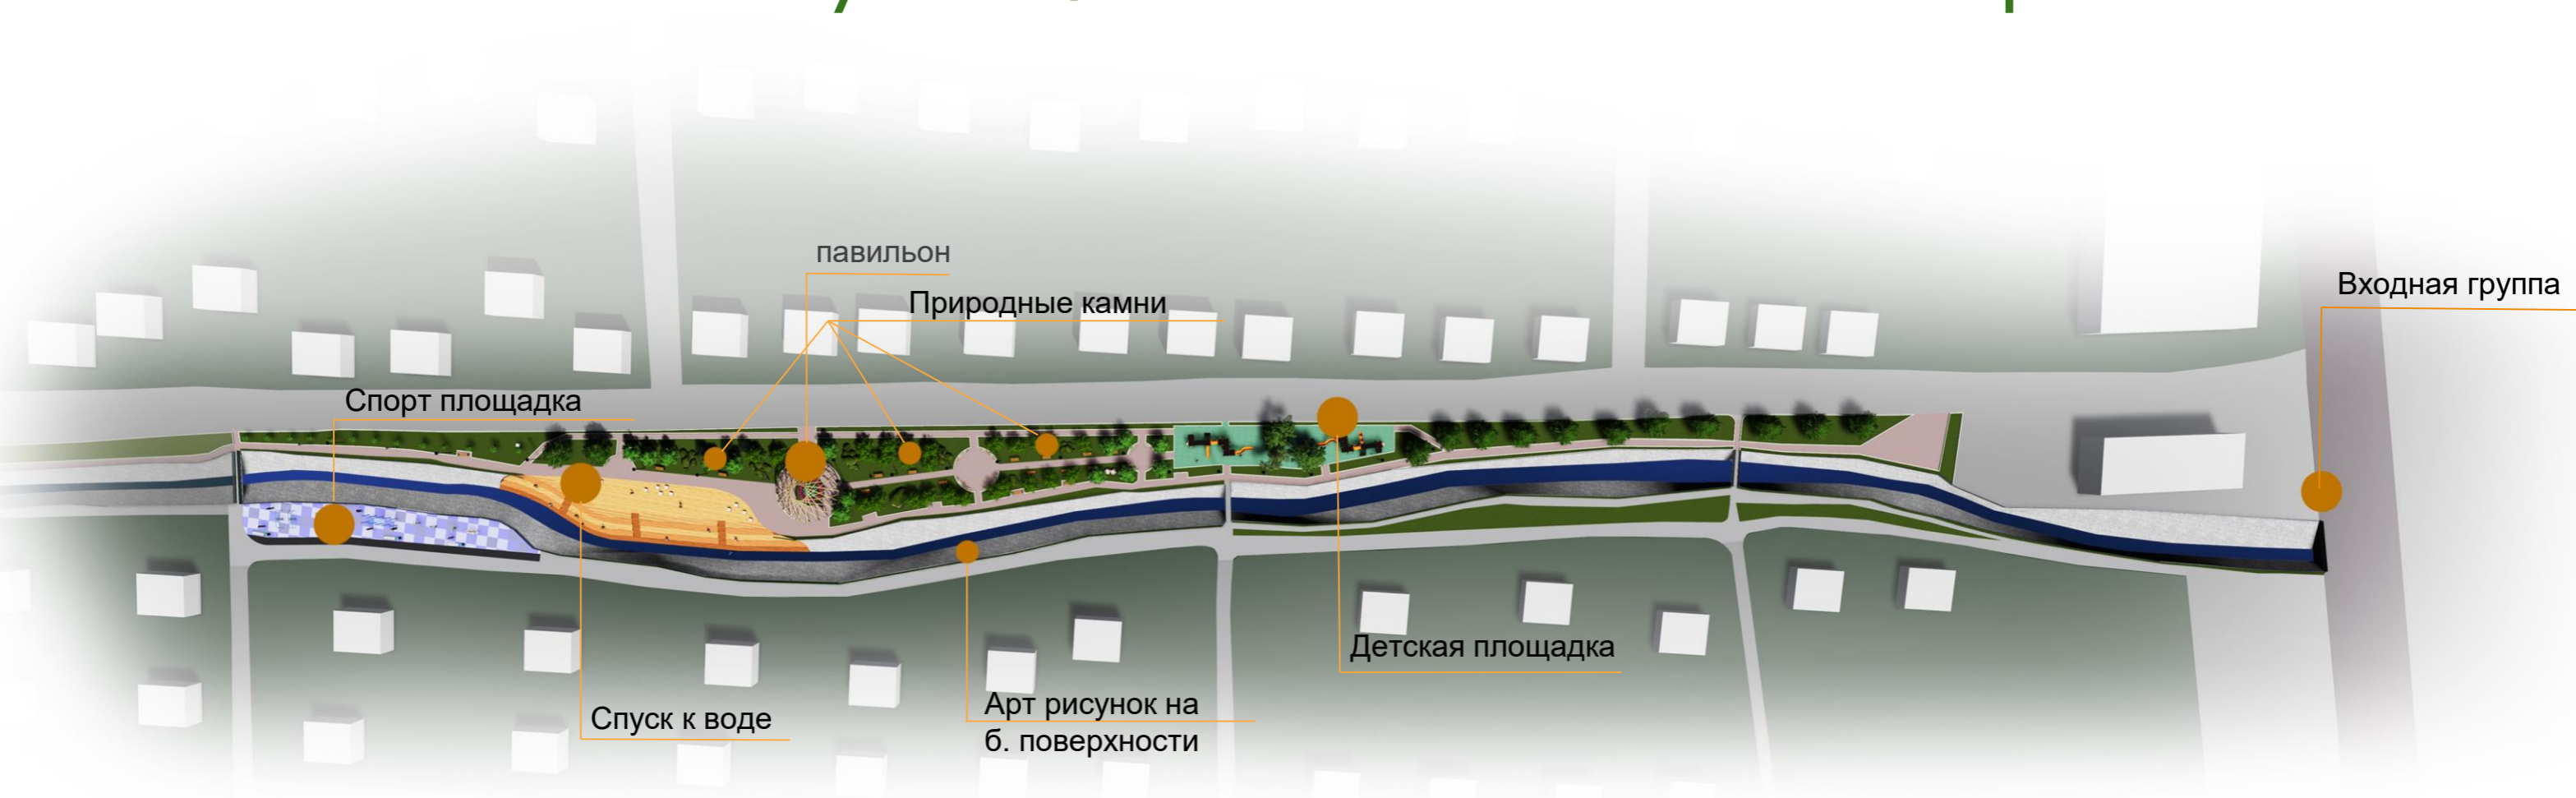 павильон
Входная группа
Природные камни
Спорт площадка
Детская площадка
Спуск к воде
Арт рисунок на
б. поверхности